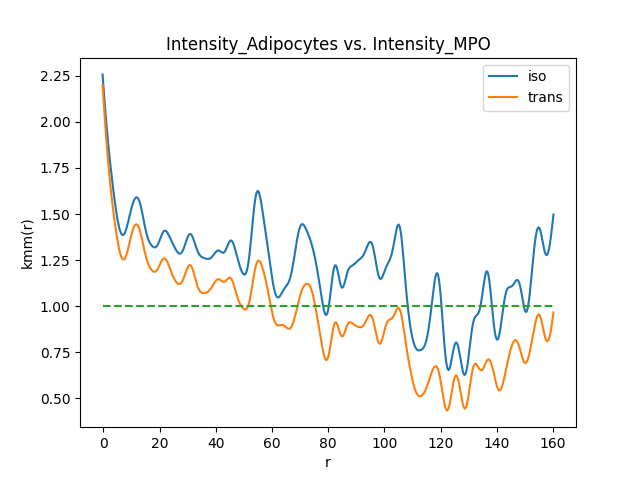 Intensity_Adipocytes vs. Intensity_MPO
iso
trans
kmm(r)
2.25
2.00
1.75
1.50
1.25
1.00
0.75
0.50
0 20 40 60 80 100 120 140 160
r